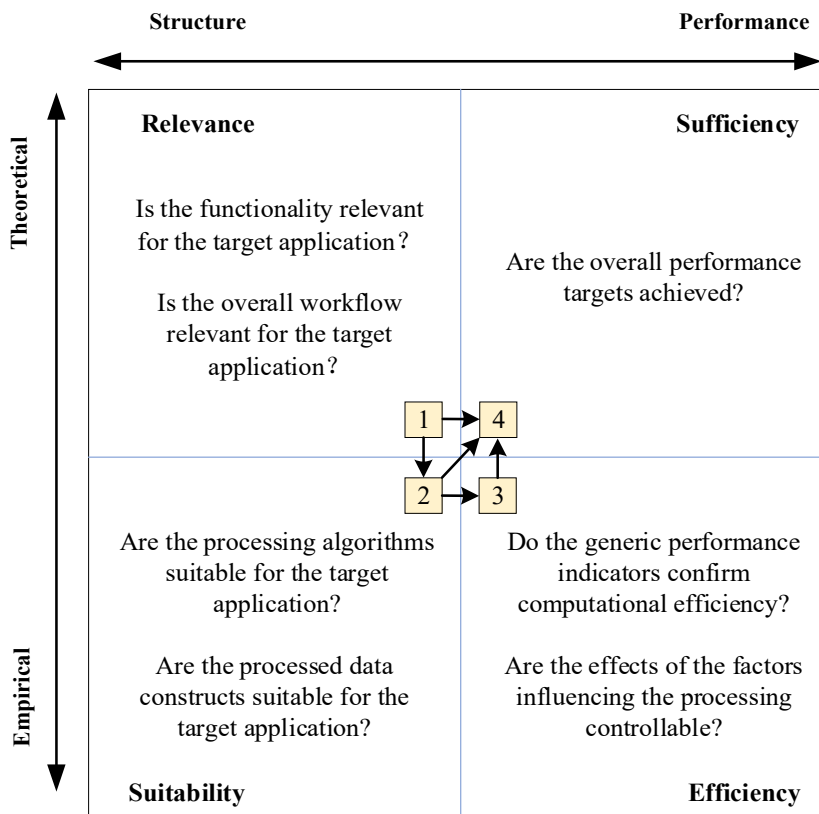 Structure
Performance
Theoretical
Empirical
Relevance
Is the functionality relevant
for the target application?
Is the overall workflow
relevant for the target
application?
Sufficiency
Are the overall performance
targets achieved?
1
4
2
3
Are the processing algorithms
suitable for the target
application?
Are the processed data
constructs suitable for the
target application?
Suitability
Do the generic performance
indicators confirm
computational efficiency?
Are the effects of the factors
influencing the processing
controllable?
Efficiency